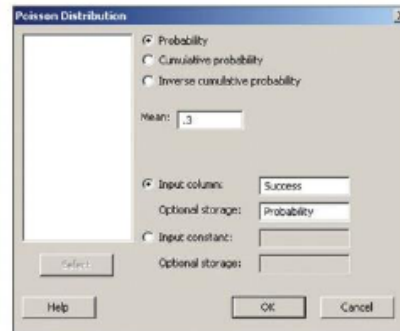 Poisson Distribution
Probability
Cumulative probability
Inverse cumulative probability
Mean: .3
Input column: Success
Optional storage: Probability
Input constant:
Optional storage:
Select
Help OK Cancel